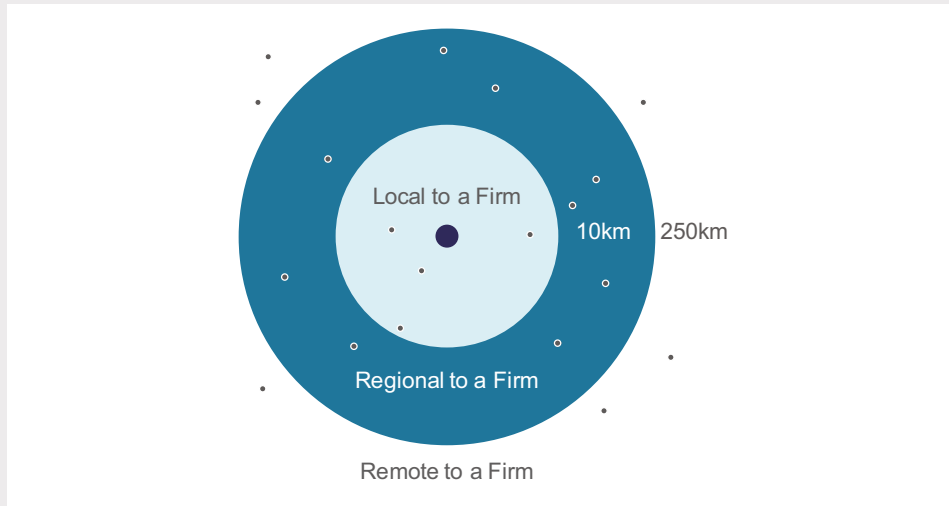 Local to a Firm
10km
250km
Regional to a Firm
Remote to a Firm